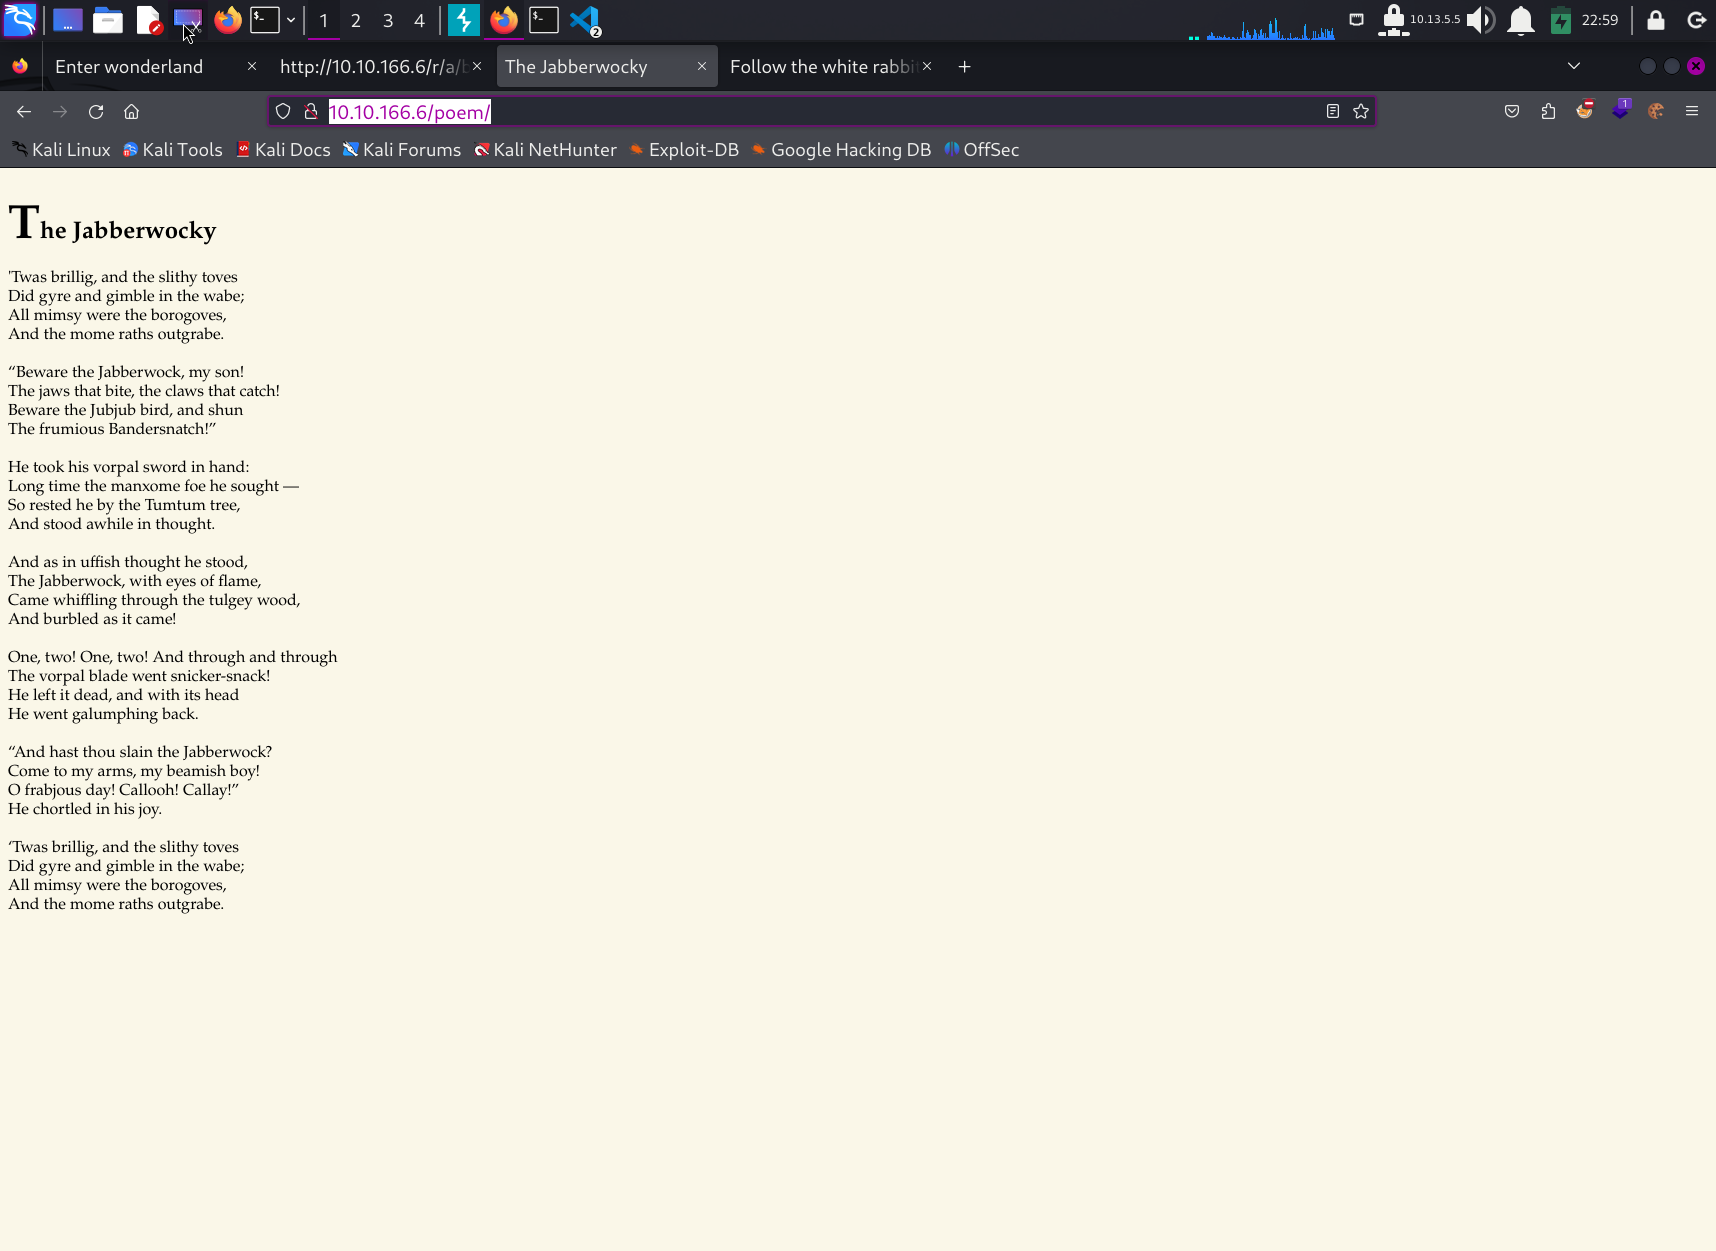 1 2 3 4 2 10.13.5.5 22:59
Enter wonderland http://10.10.166.6/r/a/b The Jabberwocky Follow the white rabbi
10.10.166.6/poem/ 1
Kali Linux Kali Tools Kali Docs Kali Forums Kali NetHunter Exploit-DB Google Hacking DB OffSec
The Jabberwocky
'Twas brillig, and the slithy toves
Did gyre and gimble in the wabe;
All mimsy were the borogoves,
And the mome raths outgrabe.
“Beware the Jabberwock, my son!
The jaws that bite, the claws that catch!
Beware the Jubjub bird, and shun
The frumious Bandersnatch!”
He took his vorpal sword in hand:
Long time the manxome foe he sought —
So rested he by the Tumtum tree,
And stood awhile in thought.
And as in uffish thought he stood,
The Jabberwock, with eyes of flame,
Came whiffling through the tulgey wood,
And burbled as it came!
One, two! One, two! And through and through
The vorpal blade went snicker-snack!
He left it dead, and with its head
He went galumphing back.
“And hast thou slain the Jabberwock?
Come to my arms, my beamish boy!
O frabjous day! Callooh! Callay!”
He chortled in his joy.
‘Twas brillig, and the slithy toves
Did gyre and gimble in the wabe;
All mimsy were the borogoves,
And the mome raths outgrabe.